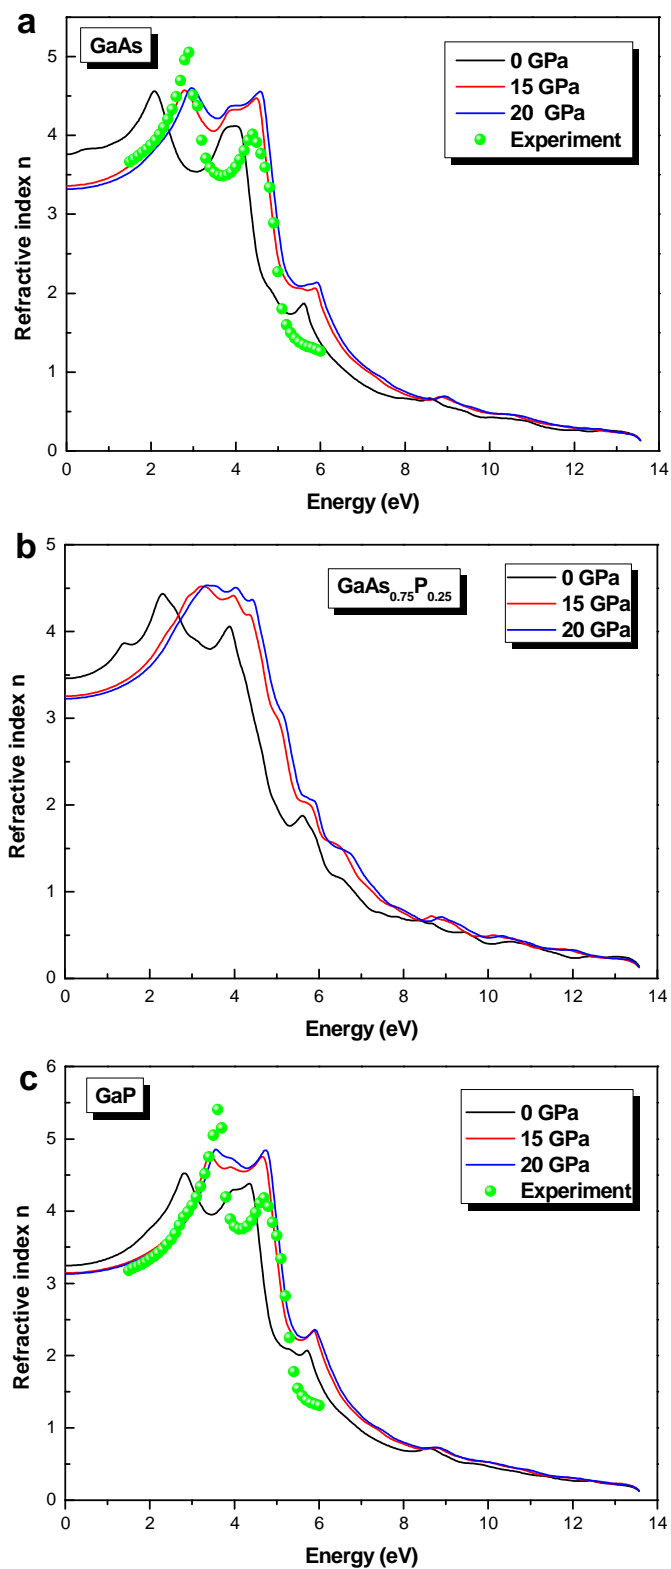 a
GaAs
0 GPa
15 GPa
20 GPa
Experiment
5
4
3
2
1
0
Refractive index n
0 2 4 6 8 10 12 14
Energy (eV)
b
GaAs0.75P0.25
0 GPa
15 GPa
20 GPa
5
4
3
2
1
0
Refractive index n
0 2 4 6 8 10 12 14
Energy (eV)
c
GaP
0 GPa
15 GPa
20 GPa
Experiment
6
5
4
3
2
1
0
Refractive index n
0 2 4 6 8 10 12 14
Energy (eV)